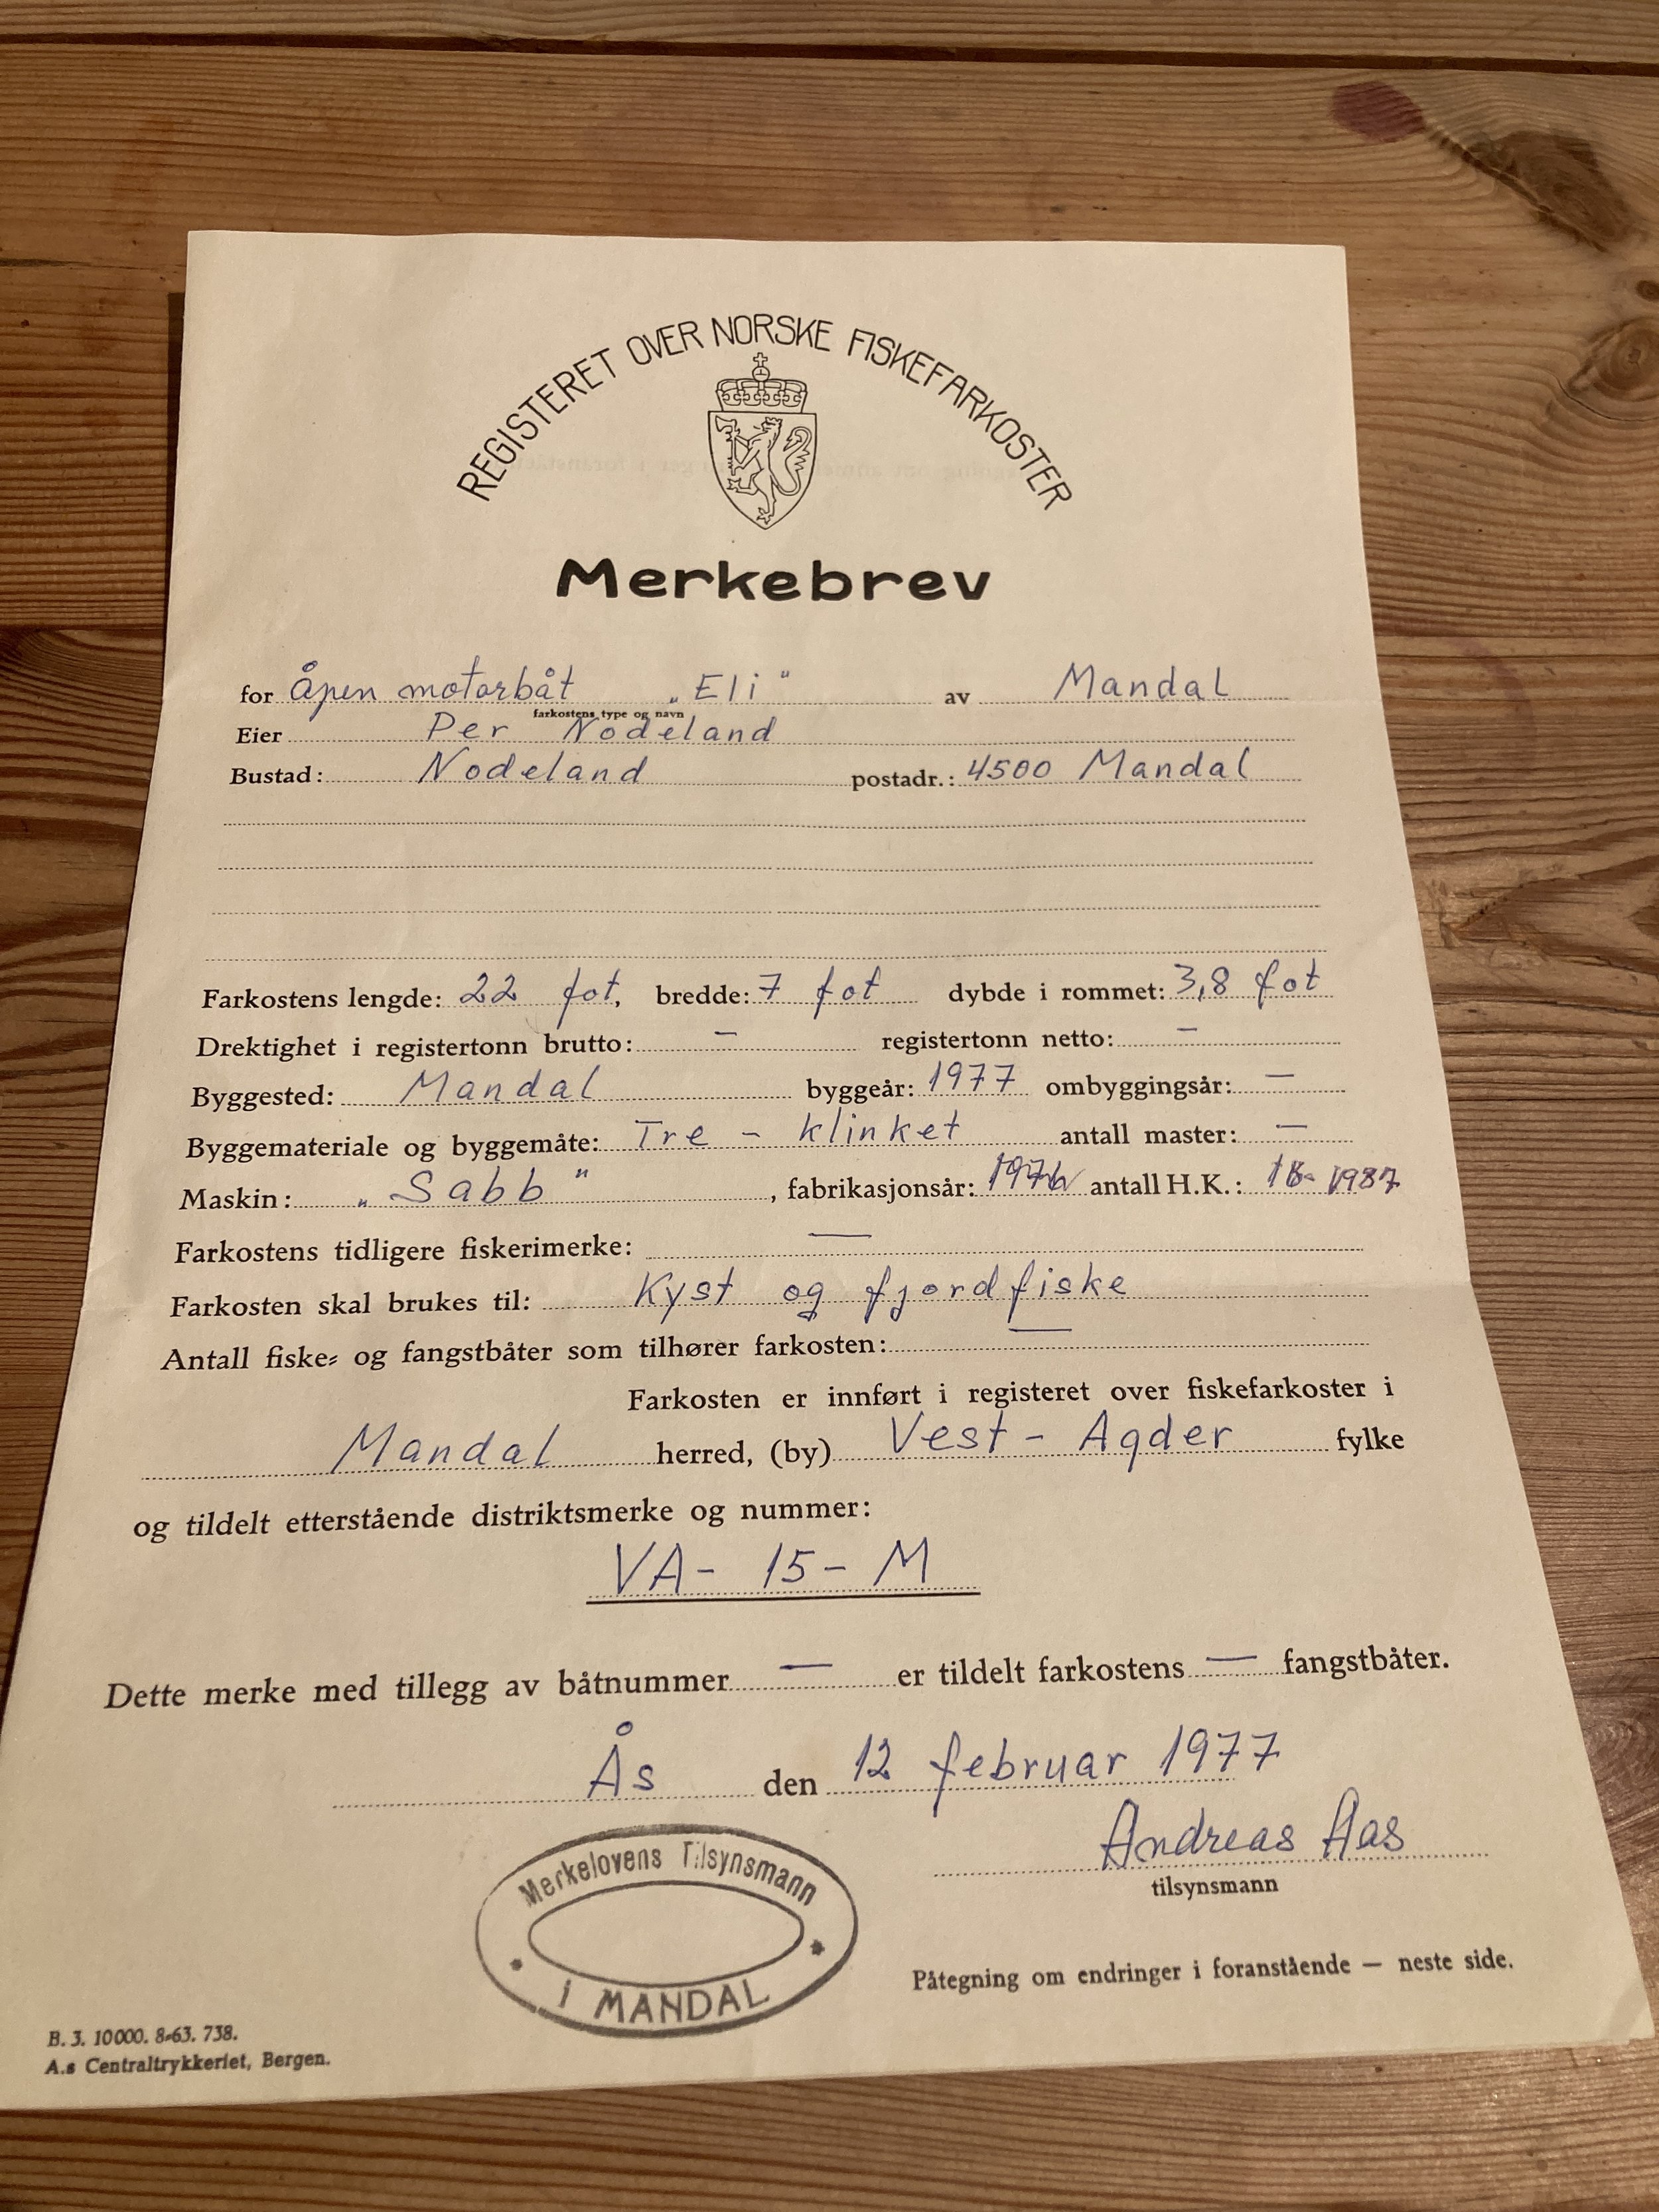 REGISTERET OVER NORSKE FISKEFARKOSTER
Merkebrev
for Åpen motorbåt „Eli" av Mandal
farkostens type og navn
Eier Per Nodeland
Bustad: Nodeland postadr.: 4500 Mandal
Farkostens lengde: 22 fot, bredde: 7 fot dybde i rommet: 3,8 fot
Drektighet i registertonn brutto: — registertonn netto: —
Byggested: Mandal byggeår: 1977 ombyggingsår: —
Byggemateriale og byggemåte: Tre - klinket antall master: —
Maskin: „Sabb", fabrikasjonsår: antall H.K.: 1987
Farkostens tidligere fiskerimerke: —
Farkosten skal brukes til: Kyst og fjordfiske
Antall fiske- og fangstbåter som tilhører farkosten: —
Farkosten er innført i registeret over fiskefarkoster i
Mandal herred, (by) Vest - Agder fylke
og tildelt etterstående distriktsmerke og nummer:
VA - 15 - M
Dette merke med tillegg av båtnummer — er tildelt farkostens — fangstbåter.
Ås den 12 februar 1977
Andreas Aas
tilsynsmann
Merkelovens Tilsynsmann
i MANDAL
Påtegning om endringer i foranstående — neste side.
B. 3. 10000. 8-63. 738.
A.s Centraltrykkeriet, Bergen.